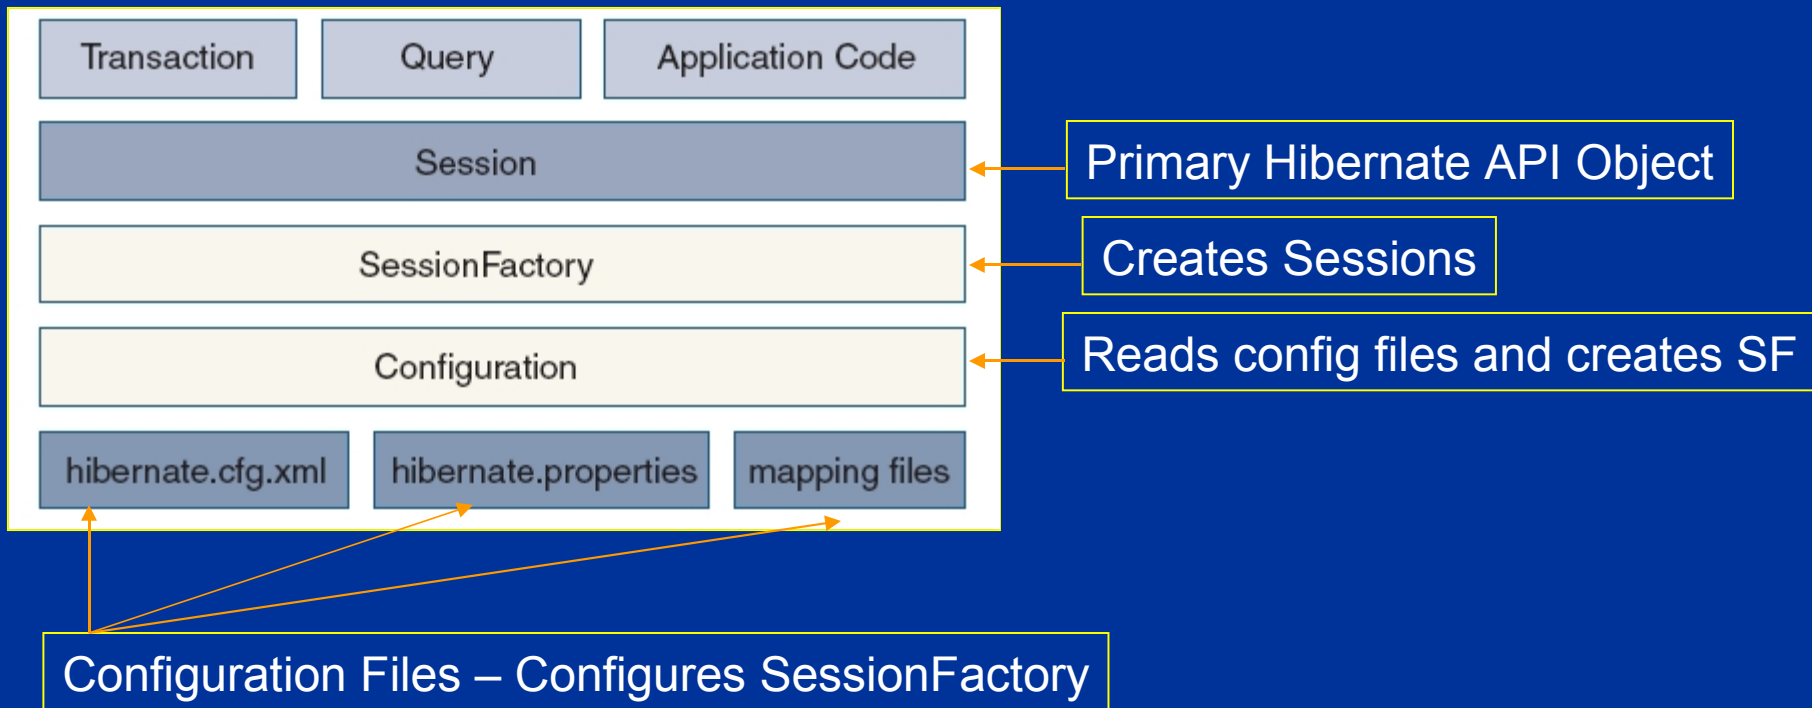 Transaction
Query
Application Code
Session
Primary Hibernate API Object
SessionFactory
Creates Sessions
Configuration
Reads config files and creates SF
hibernate.cfg.xml
hibernate.properties
mapping files
Configuration Files – Configures SessionFactory